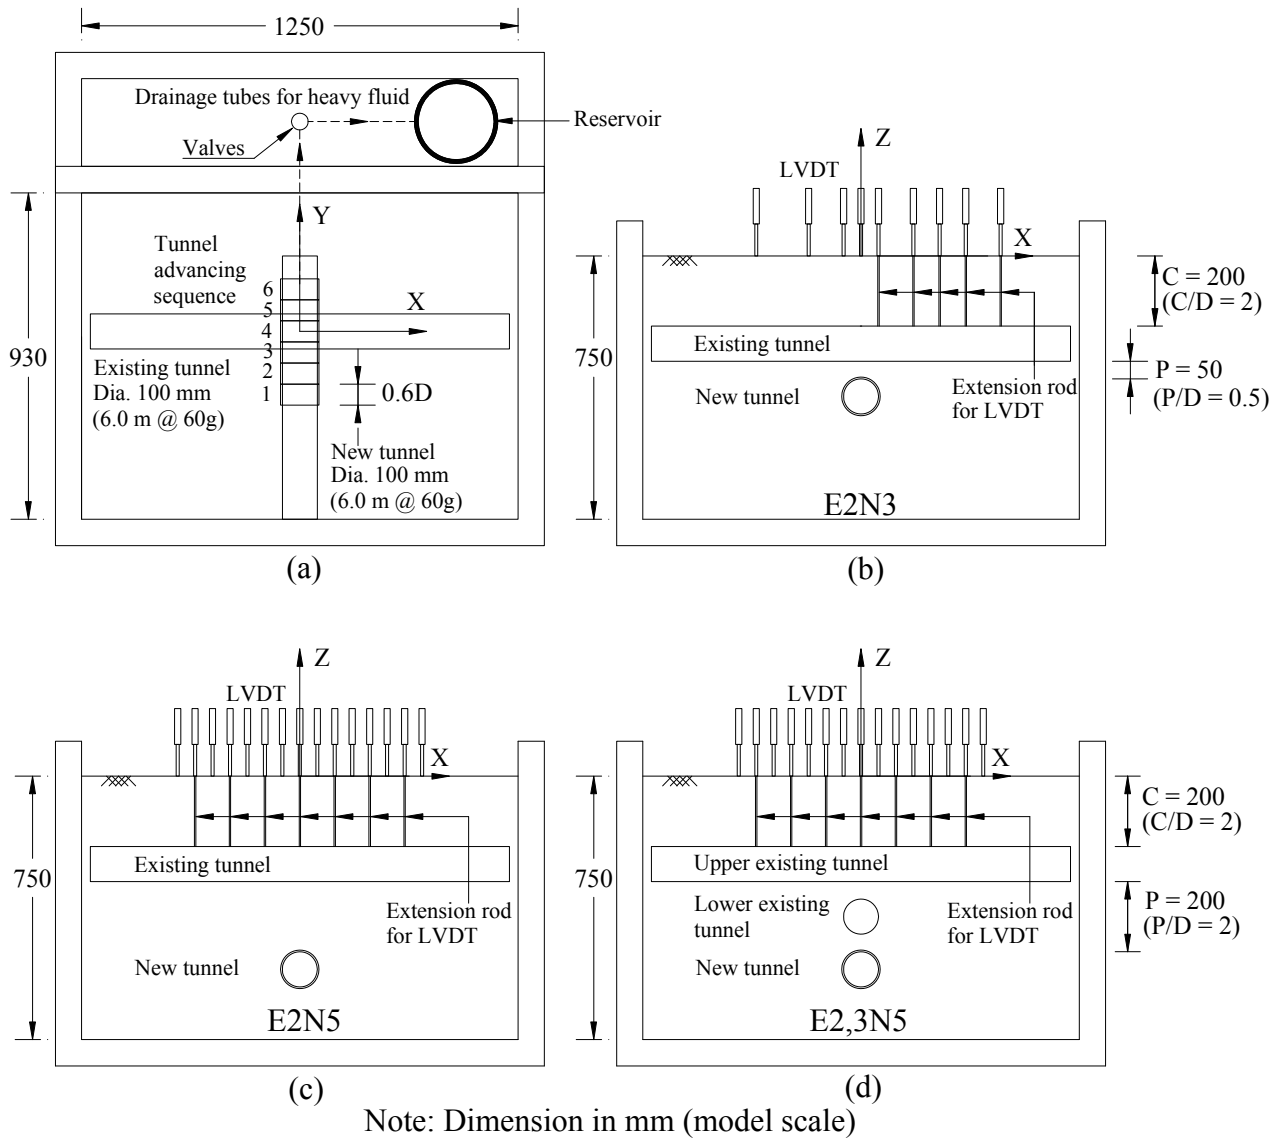 1250
Drainage tubes for heavy fluid
Reservoir
Valves
Y
Tunnel
advancing
sequence
6
5
4
3
2
1
X
930
Existing tunnel
Dia. 100 mm
(6.0 m @ 60g)
0.6D
New tunnel
Dia. 100 mm
(6.0 m @ 60g)
(a)
Z
LVDT
X
C = 200
(C/D = 2)
750
Existing tunnel
P = 50
(P/D = 0.5)
New tunnel
Extension rod
for LVDT
E2N3
(b)
Z
LVDT
X
750
Existing tunnel
Extension rod
for LVDT
New tunnel
E2N5
(c)
Z
LVDT
X
C = 200
(C/D = 2)
750
Upper existing tunnel
Lower existing
tunnel
Extension rod
for LVDT
P = 200
(P/D = 2)
New tunnel
E2,3N5
(d)
Note: Dimension in mm (model scale)